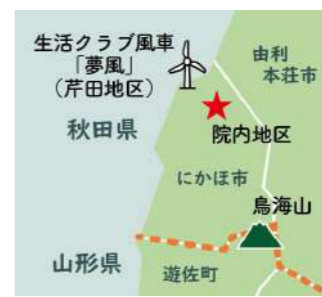 生活クラブ風車
「夢風」
(芹田地区)
由利
本荘市
秋田県
院内地区
にかほ市
鳥海山
山形県
遊佐町